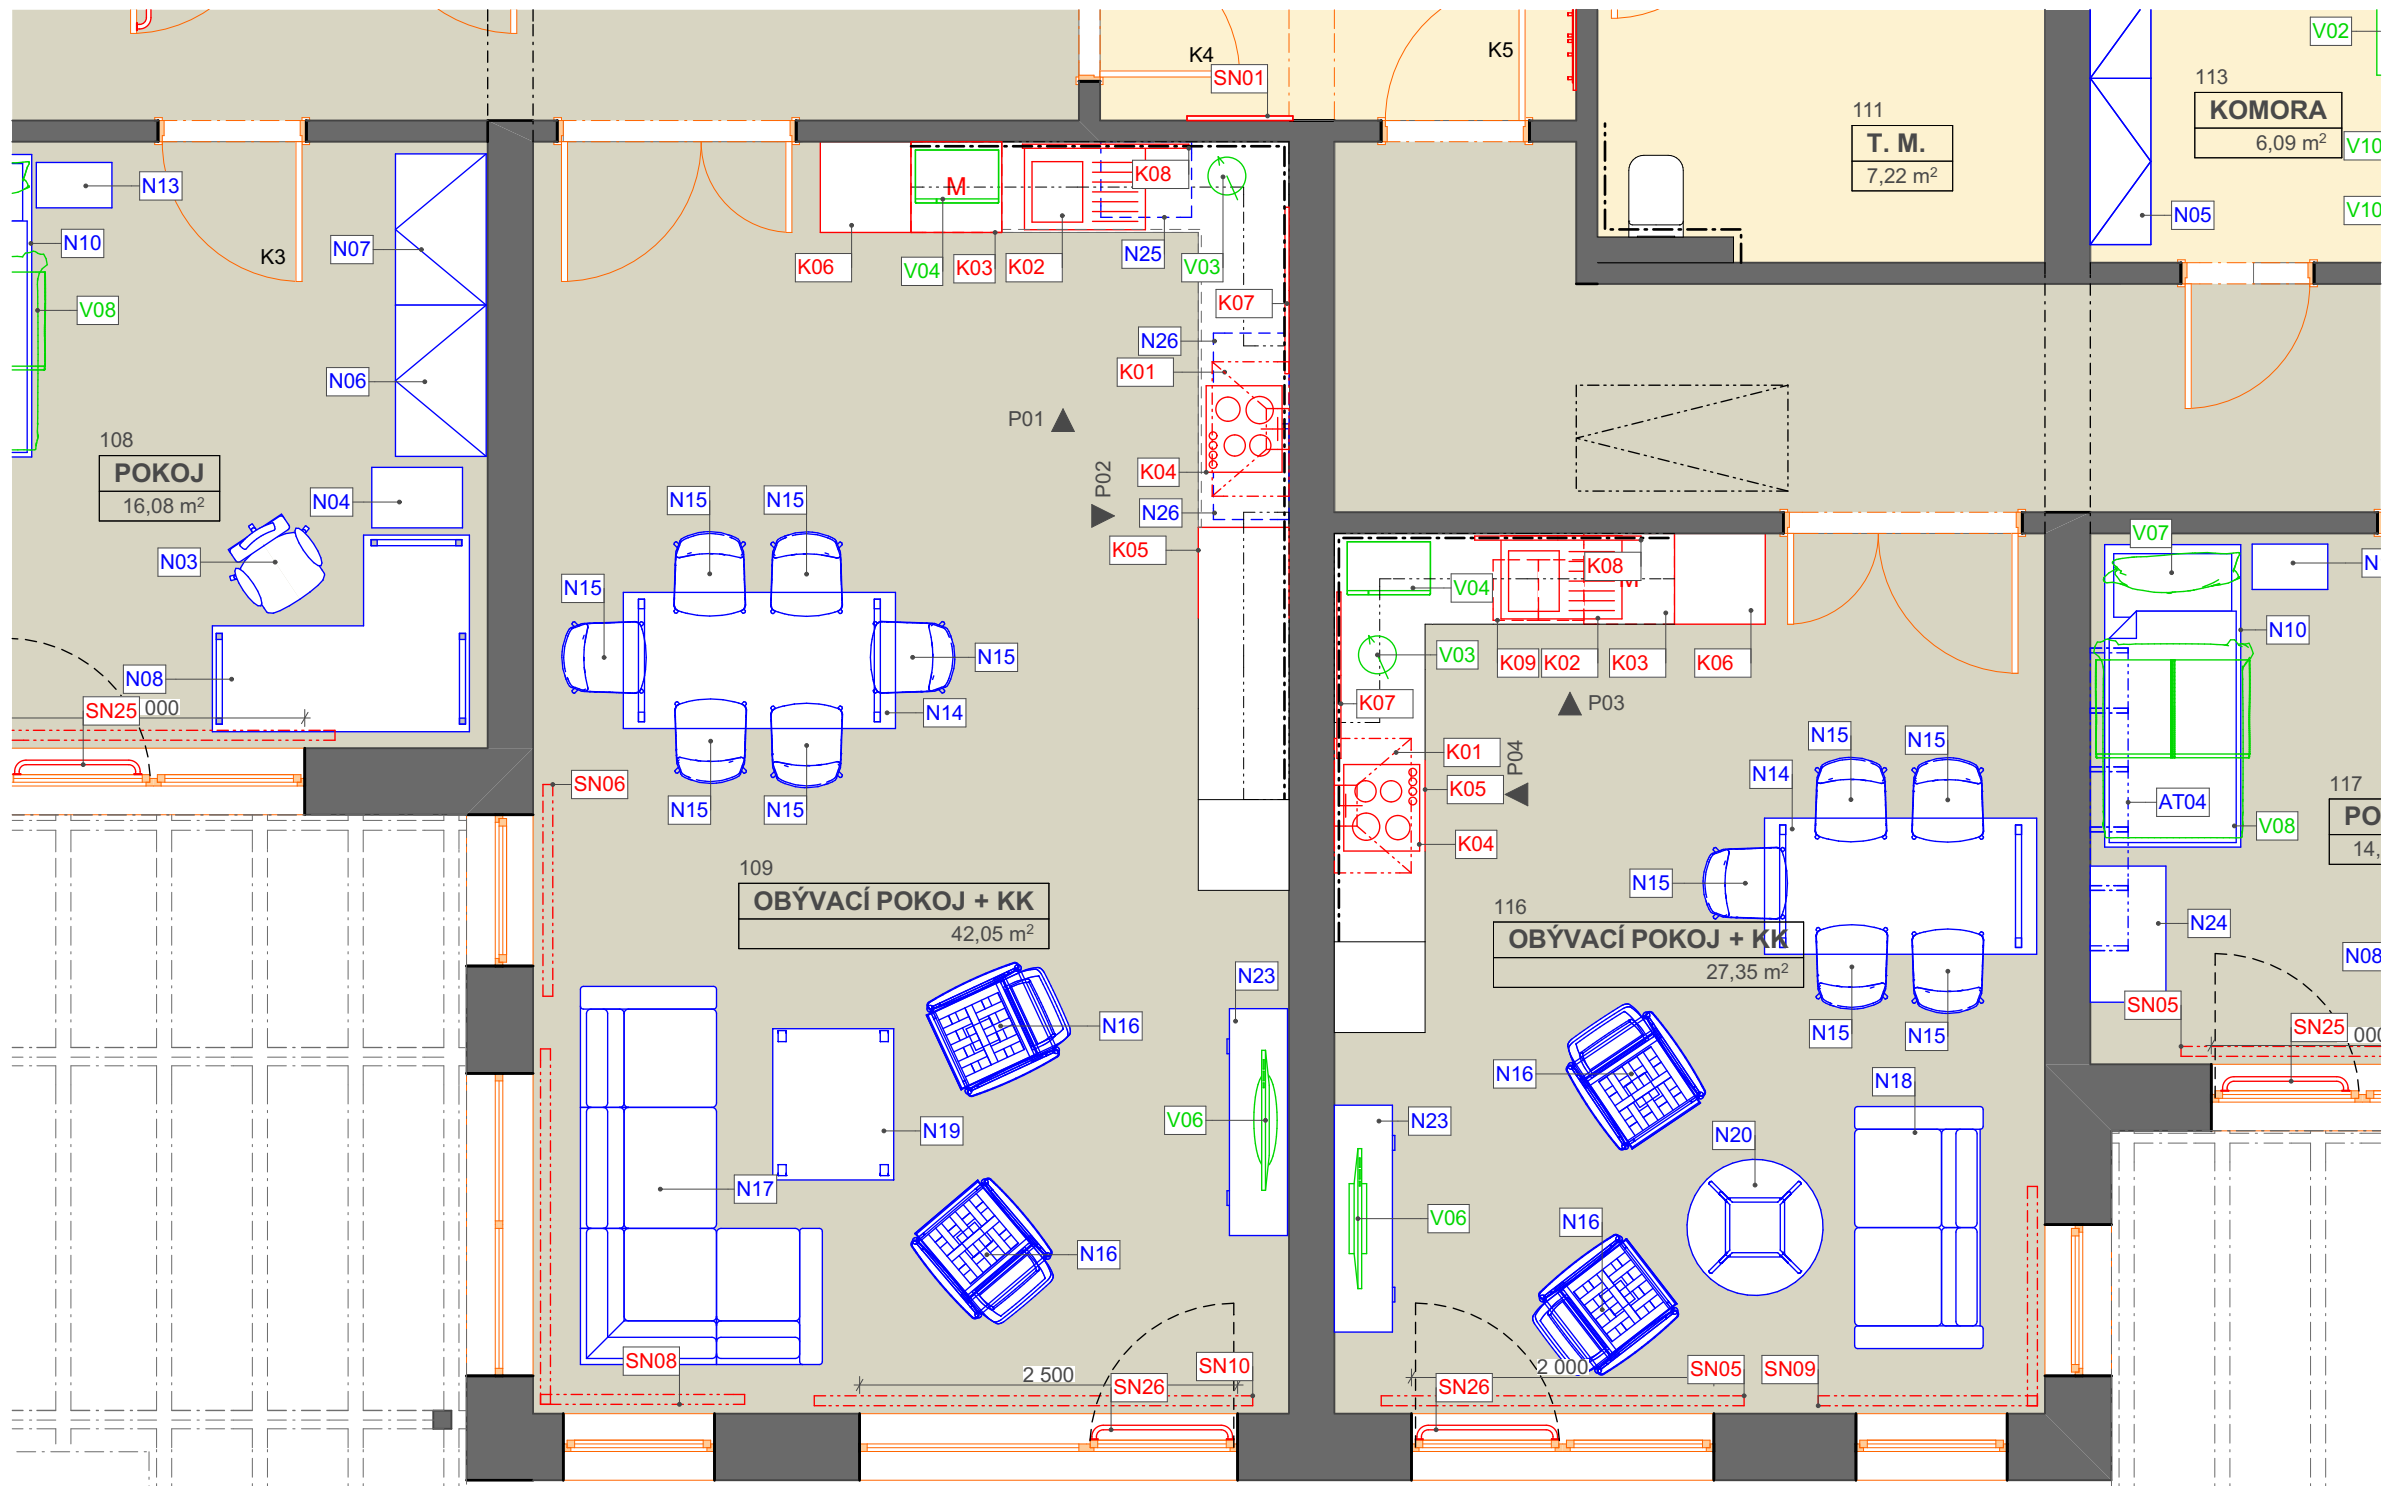 K4
K5
SN01
V02
113
KOMORA
6,09 m²
111
T. M.
7,22 m²
V10
V10
N13
N10
K3
N07
V08
N06
N05
M
K08
K06
V04
K03
K02
N25
V03
K07
N26
K01
P01
K04
P02
N26
K05
108
POKOJ
16,08 m²
N04
N03
N08
SN25
000
N15
N15
N15
N15
N14
N15
N15
SN06
V07
N
N10
K08
M
V04
V03
K09
K02
K03
K06
K07
P03
K01
P04
K05
K04
N15
N15
N14
N15
N15
N15
AT04
V08
117
PO
14,
N24
N08
SN05
SN25
000
109
OBÝVACÍ POKOJ + KK
42,05 m²
116
OBÝVACÍ POKOJ + KK
27,35 m²
N23
N16
N19
V06
N17
N16
SN08
2 500
SN10
SN26
N16
N23
N18
N20
V06
N16
2 000
SN05
SN09
SN26